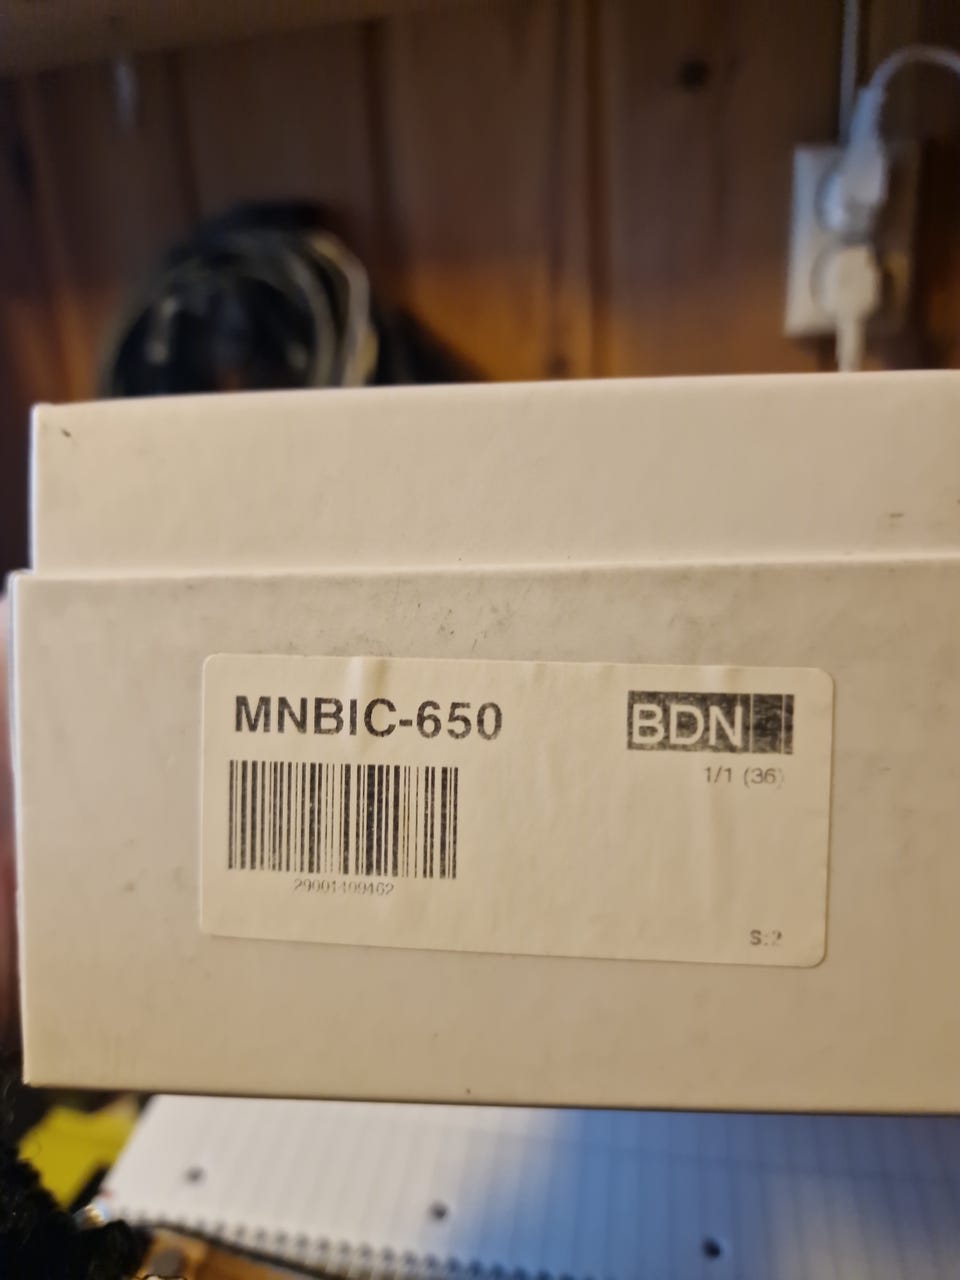 MNBIC-650
BDN
1/1 (36)
29001409462
S:2